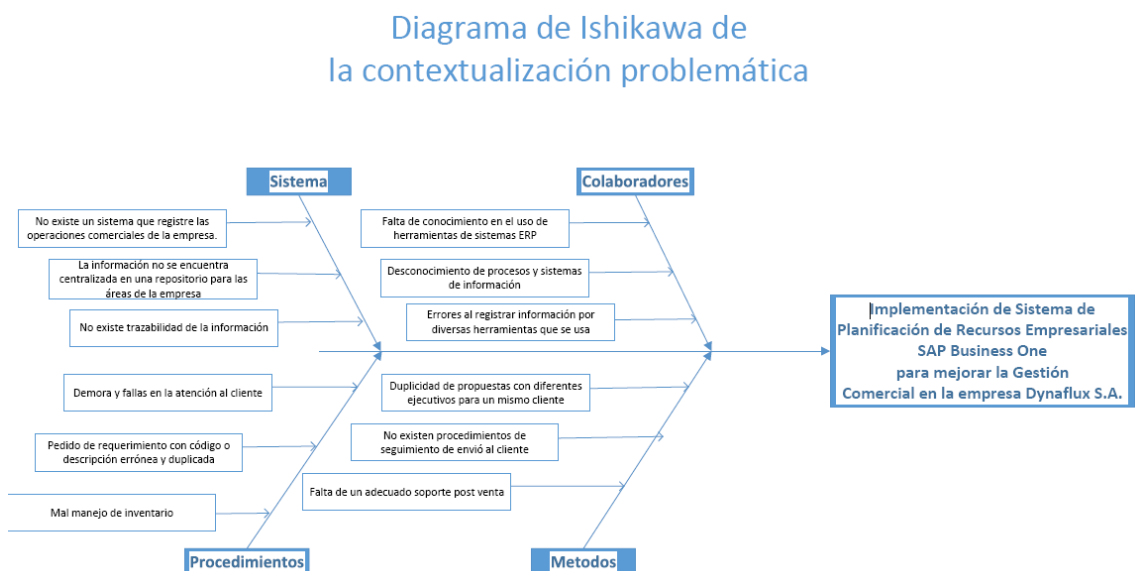 Diagrama de Ishikawa de
la contextualización problemática
Sistema
Colaboradores
No existe un sistema que registre las
operaciones comerciales de la empresa.
La información no se encuentra
centralizada en una repositorio para las
áreas de la empresa
No existe trazabilidad de la información
Falta de conocimiento en el uso de
herramientas de sistemas ERP
Desconocimiento de procesos y sistemas
de información
Errores al registrar información por
diversas herramientas que se usa
Implementación de Sistema de
Planificación de Recursos Empresariales
SAP Business One
para mejorar la Gestión
Comercial en la empresa Dynaflux S.A.
Demora y fallas en la atención al cliente
Pedido de requerimiento con código o
descripción errónea y duplicada
Mal manejo de inventario
Duplicidad de propuestas con diferentes
ejecutivos para un mismo cliente
No existen procedimientos de
seguimiento de envió al cliente
Falta de un adecuado soporte post venta
Procedimientos
Metodos